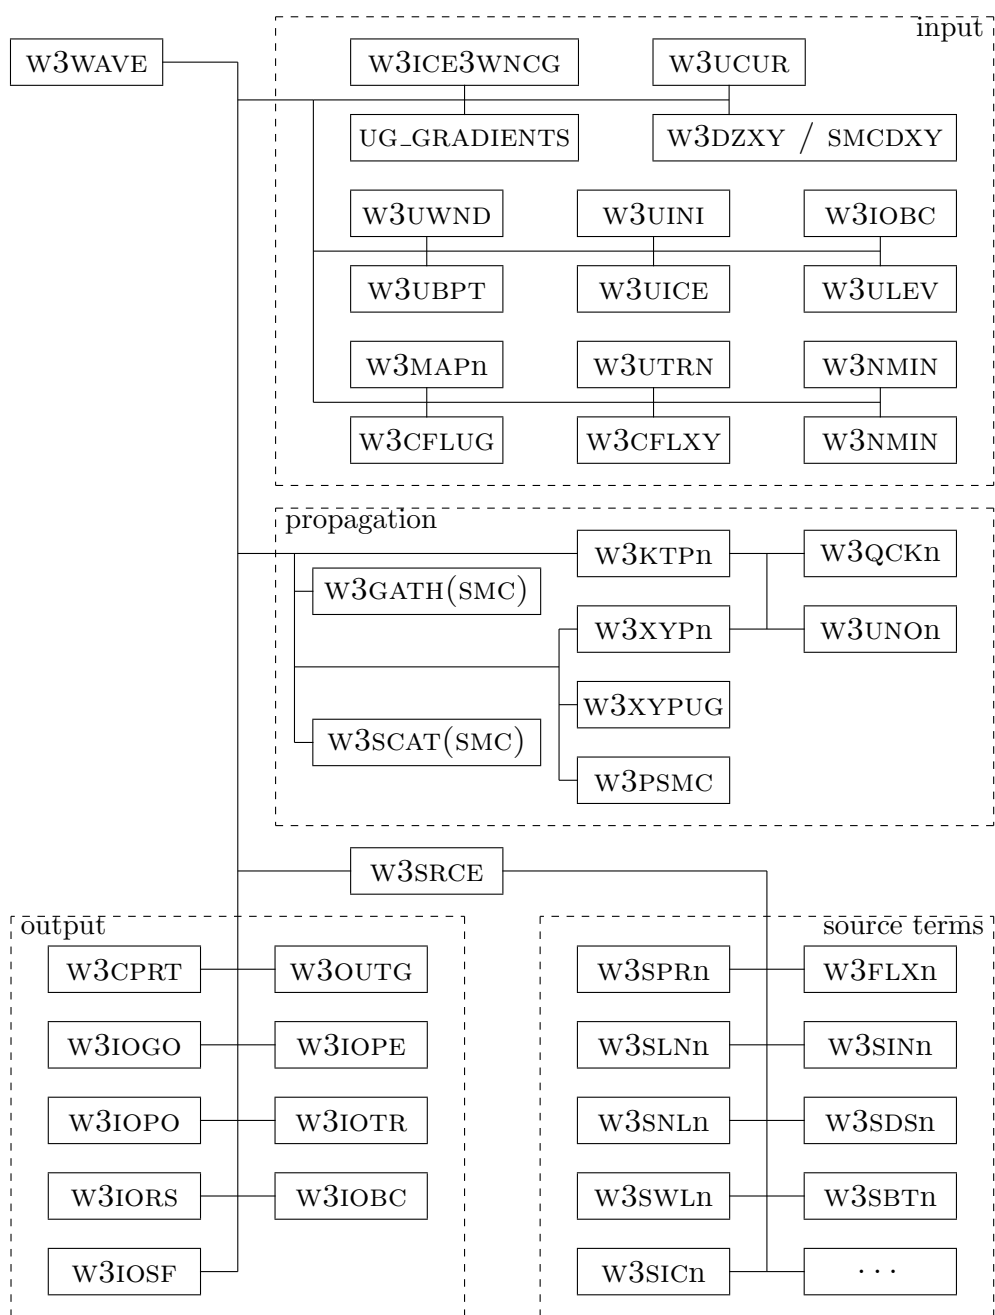 input
W3WAVE
W3ICE3WNCG W3UCUR
UG_GRADIENTS W3DZXY / SMCDXY
W3UWND W3UINI W3IOBC
W3UBPT W3UICE W3ULEV
W3MAPn W3UTRN W3NMIN
W3CFLUG W3CFLXY W3NMIN
propagation
W3KTPn W3QCKn
W3GATH(SMC)
W3XYPn W3UNOn
W3XYPUG
W3SCAT(SMC)
W3PSMC
W3SRCE
output
W3CPRT W3OUTG
W3IOGO W3IOPE
W3IOPO W3IOTR
W3IORS W3IOBC
W3IOSF
source terms
W3SPRn W3FLXn
W3SLNn W3SINn
W3SNLn W3SDSn
W3SWLn W3SBTn
W3SICn · · ·